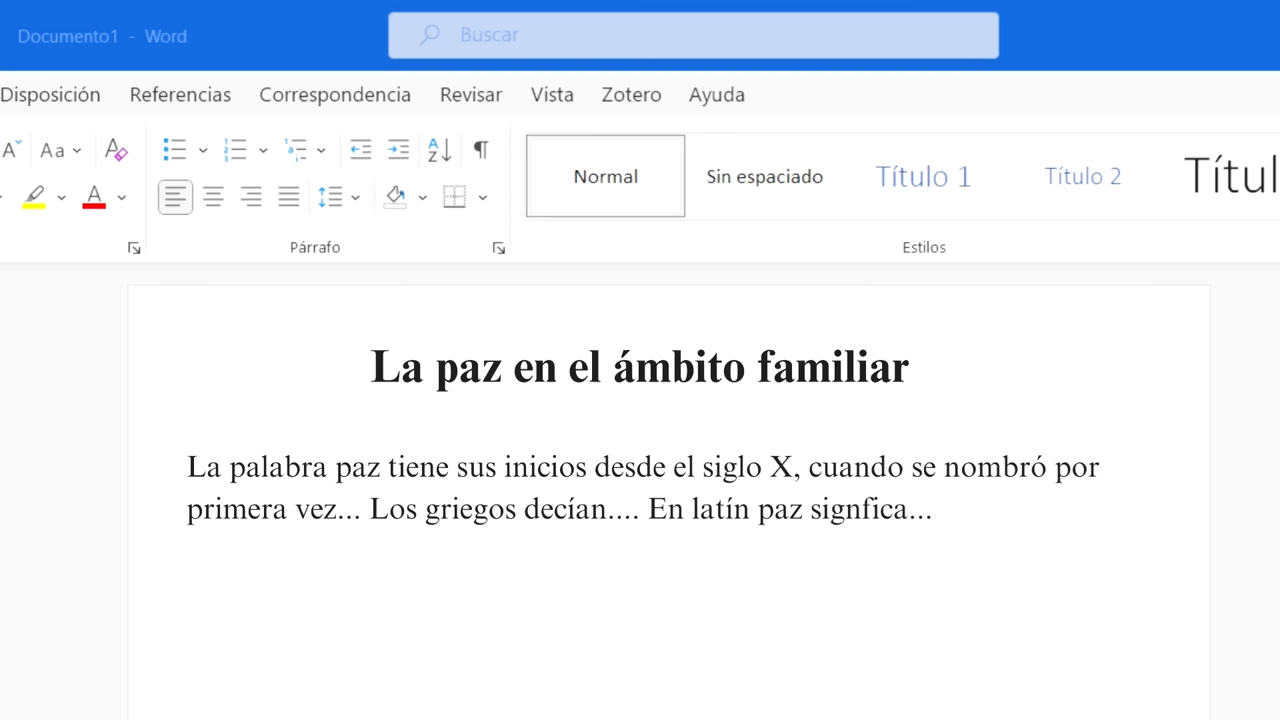 Documento1 - Word
Buscar
Disposición Referencias Correspondencia Revisar Vista Zotero Ayuda
Aa
Normal Sin espaciado Título 1 Título 2 Títul
Párrafo Estilos
La paz en el ámbito familiar
La palabra paz tiene sus inicios desde el siglo X, cuando se nombró por
primera vez... Los griegos decían.... En latín paz signfica...